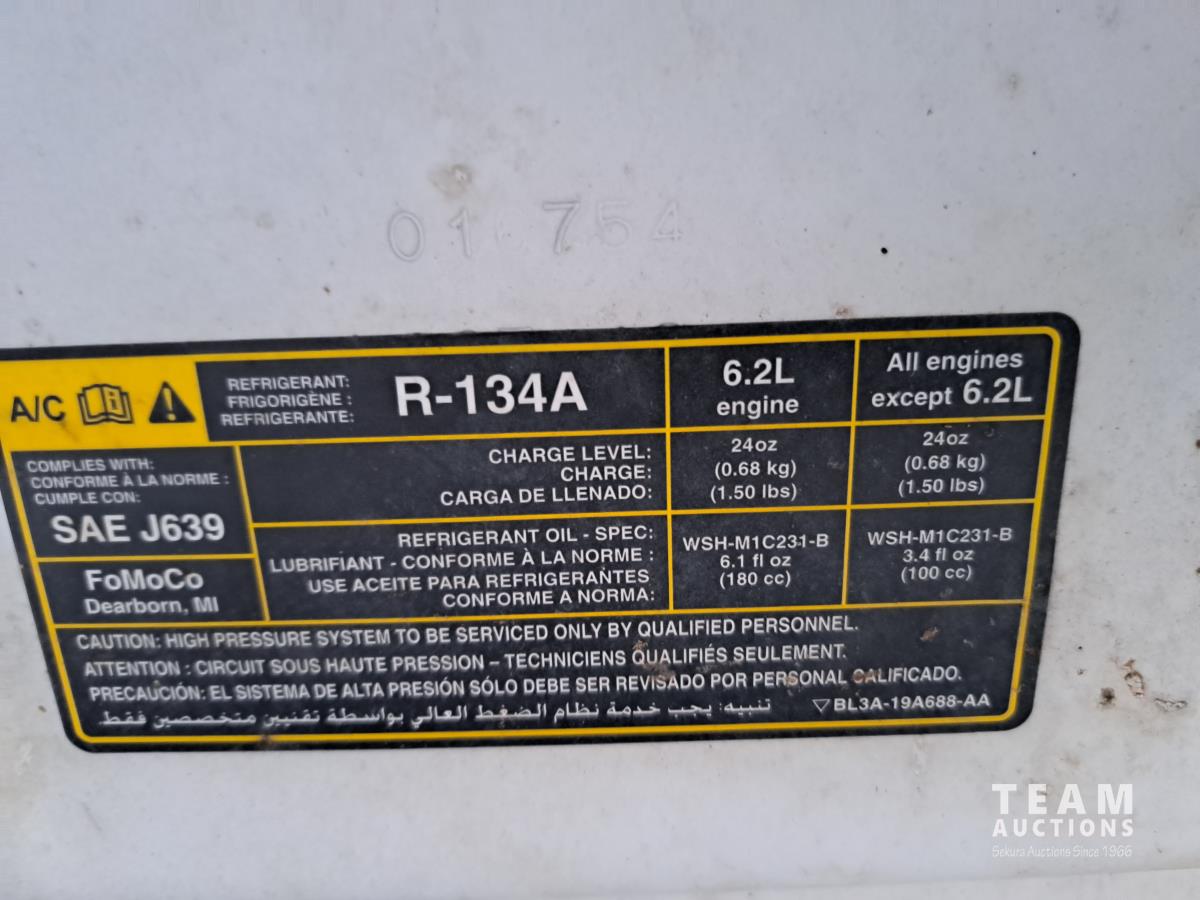 A/C
REFRIGERANT:
FRIGORIGÈNE :
REFRIGERANTE:
R-134A
6.2L
engine
All engines
except 6.2L
COMPLIES WITH:
CONFORME À LA NORME :
CUMPLE CON:
SAE J639
CHARGE LEVEL:
CHARGE:
CARGA DE LLENADO:
24oz
(0.68 kg)
(1.50 lbs)
24oz
(0.68 kg)
(1.50 lbs)
FoMoCo
Dearborn, MI
REFRIGERANT OIL - SPEC:
LUBRIFIANT - CONFORME À LA NORME :
USE ACEITE PARA REFRIGERANTES
CONFORME A NORMA:
WSH-M1C231-B
6.1 fl oz
(180 cc)
WSH-M1C231-B
3.4 fl oz
(100 cc)
CAUTION: HIGH PRESSURE SYSTEM TO BE SERVICED ONLY BY QUALIFIED PERSONNEL.
ATTENTION : CIRCUIT SOUS HAUTE PRESSION – TECHNICIENS QUALIFIÉS SEULEMENT.
PRECAUCIÓN: EL SISTEMA DE ALTA PRESIÓN SÓLO DEBE SER REVISADO POR PERSONAL CALIFICADO.
تنبيه: يجب خدمة نظام الضغط العالي بواسطة تقنيين متخصصين فقط
BL3A-19A688-AA
TEAM
AUCTIONS
Sekura Auctions Since 1966